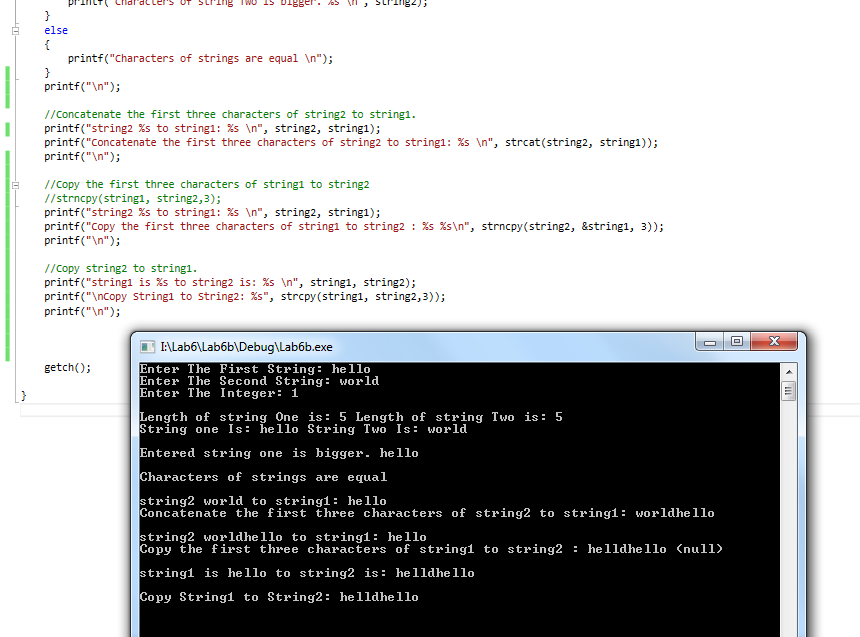 printf("Characters of string Two is bigger. %s \n", string2);
}
else
{
printf("Characters of strings are equal \n");
}
printf("\n");
//Concatenate the first three characters of string2 to string1.
printf("string2 %s to string1: %s \n", string2, string1);
printf("Concatenate the first three characters of string2 to string1: %s \n", strcat(string2, string1));
printf("\n");
//Copy the first three characters of string1 to string2
//strncpy(string1, string2,3);
printf("string2 %s to string1: %s \n", string2, string1);
printf("Copy the first three characters of string1 to string2 : %s %s\n", strncpy(string2, &string1, 3));
printf("\n");
//Copy string2 to string1.
printf("string1 is %s to string2 is: %s \n", string1, string2);
printf("\nCopy String1 to String2: %s", strcpy(string1, string2,3));
printf("\n");
getch();
}
I:\Lab6\Lab6b\Debug\Lab6b.exe
Enter The First String: hello
Enter The Second String: world
Enter The Integer: 1
Length of string One is: 5 Length of string Two is: 5
String one Is: hello String Two Is: world
Entered string one is bigger. hello
Characters of strings are equal
string2 world to string1: hello
Concatenate the first three characters of string2 to string1: worldhello
string2 worldhello to string1: hello
Copy the first three characters of string1 to string2 : helldhello (null)
string1 is hello to string2 is: helldhello
Copy String1 to String2: helldhello